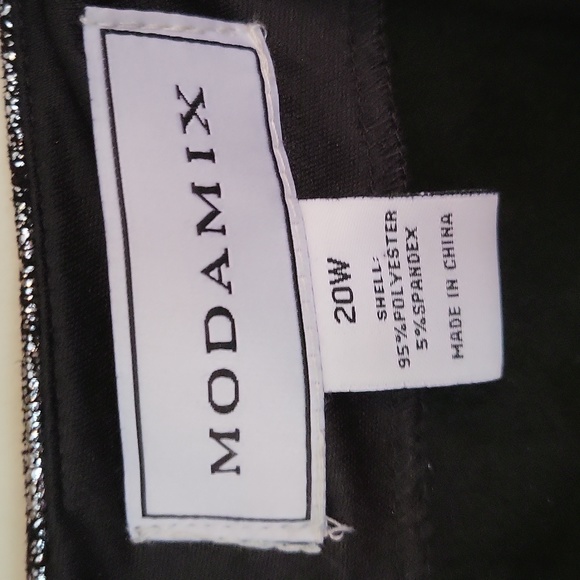 MODAMIX
20W
SHELL:
95%POLYESTER
5%SPANDEX
MADE IN CHINA